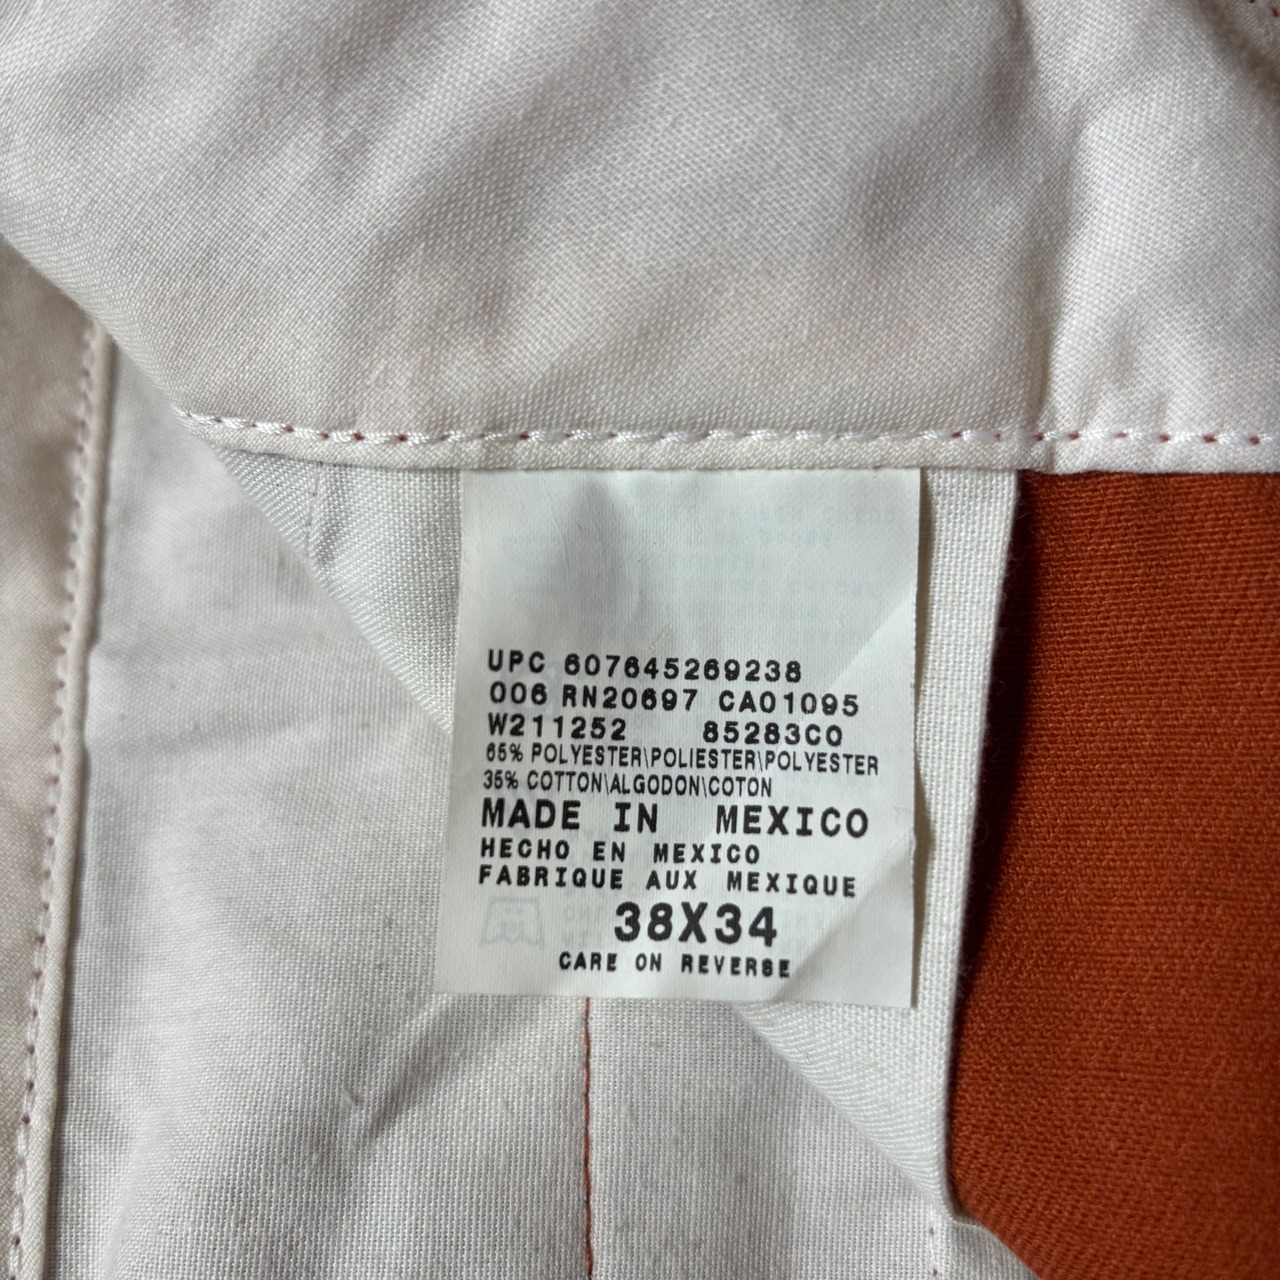 UPC 607645269238
006 RN20697 CA01095
W211252 85283C0
65% POLYESTER\POLIESTER\POLYESTER
35% COTTON\ALGODON\COTON
MADE IN MEXICO
HECHO EN MEXICO
FABRIQUE AUX MEXIQUE
38X34
CARE ON REVERSE